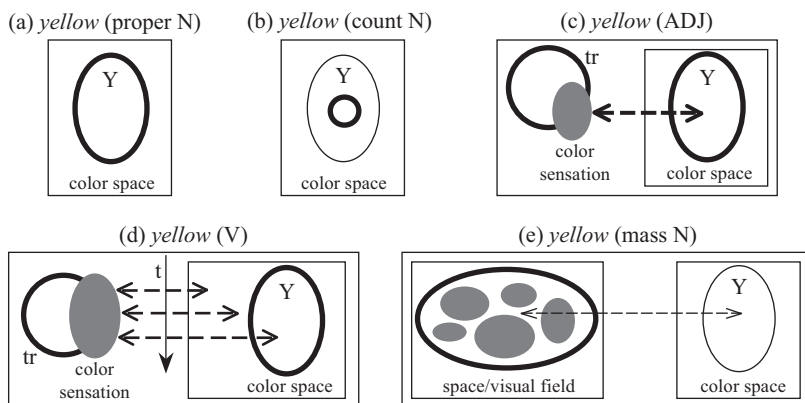 (a) yellow (proper N)
(b) yellow (count N)
(c) yellow (ADJ)
Y
color space
Y
color space
tr
Y
color
sensation
color space
(d) yellow (V)
(e) yellow (mass N)
t
Y
tr
color
sensation
color space
space/visual field
Y
color space